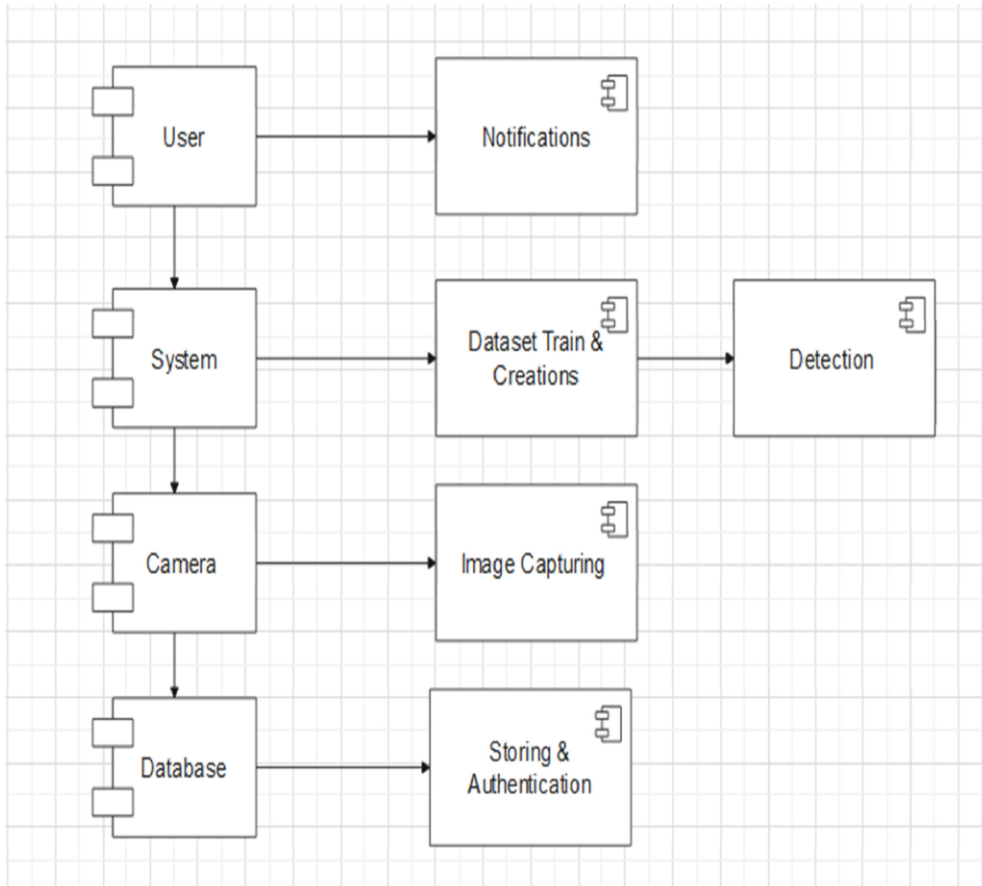 User
Notifications
System
Dataset Train &
Creations
Detection
Camera
Image Capturing
Database
Storing &
Authentication